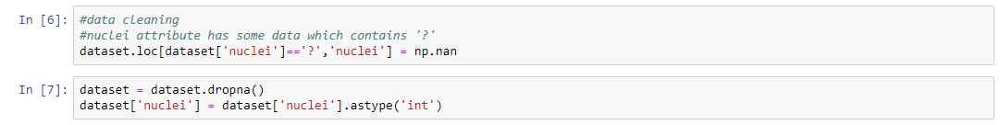 In [6]: #data cleaning
#nuclei attribute has some data which contains '?'
dataset.loc[dataset['nuclei']=='?','nuclei'] = np.nan
In [7]: dataset = dataset.dropna()
dataset['nuclei'] = dataset['nuclei'].astype('int')